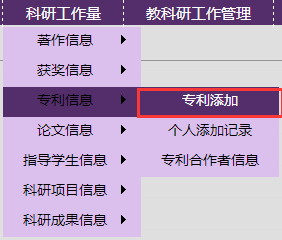 科研工作量 教科研工作管理
著作信息
获奖信息
专利信息 专利添加
论文信息 个人添加记录
指导学生信息 专利合作者信息
科研项目信息
科研成果信息